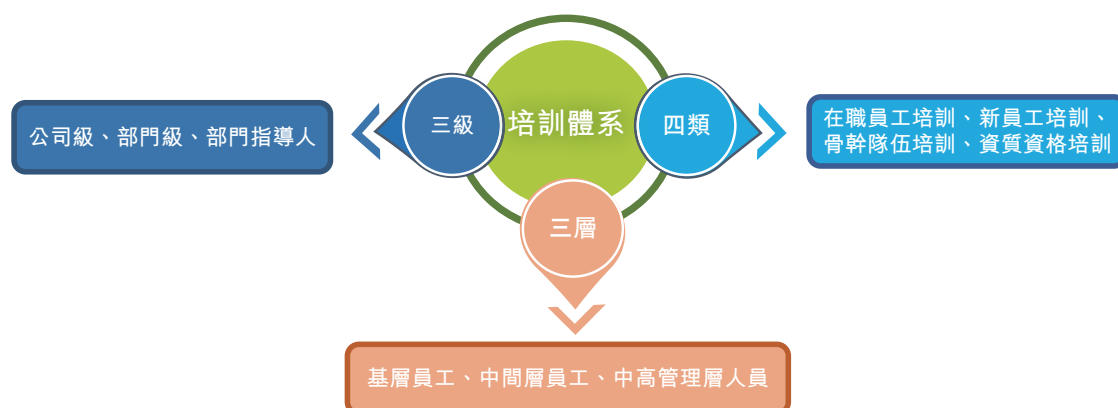 培訓體系
三級
公司級、部門級、部門指導人
四類
在職員工培訓、新員工培訓、
骨幹隊伍培訓、資質資格培訓
三層
基層員工、中間層員工、中高管理層人員